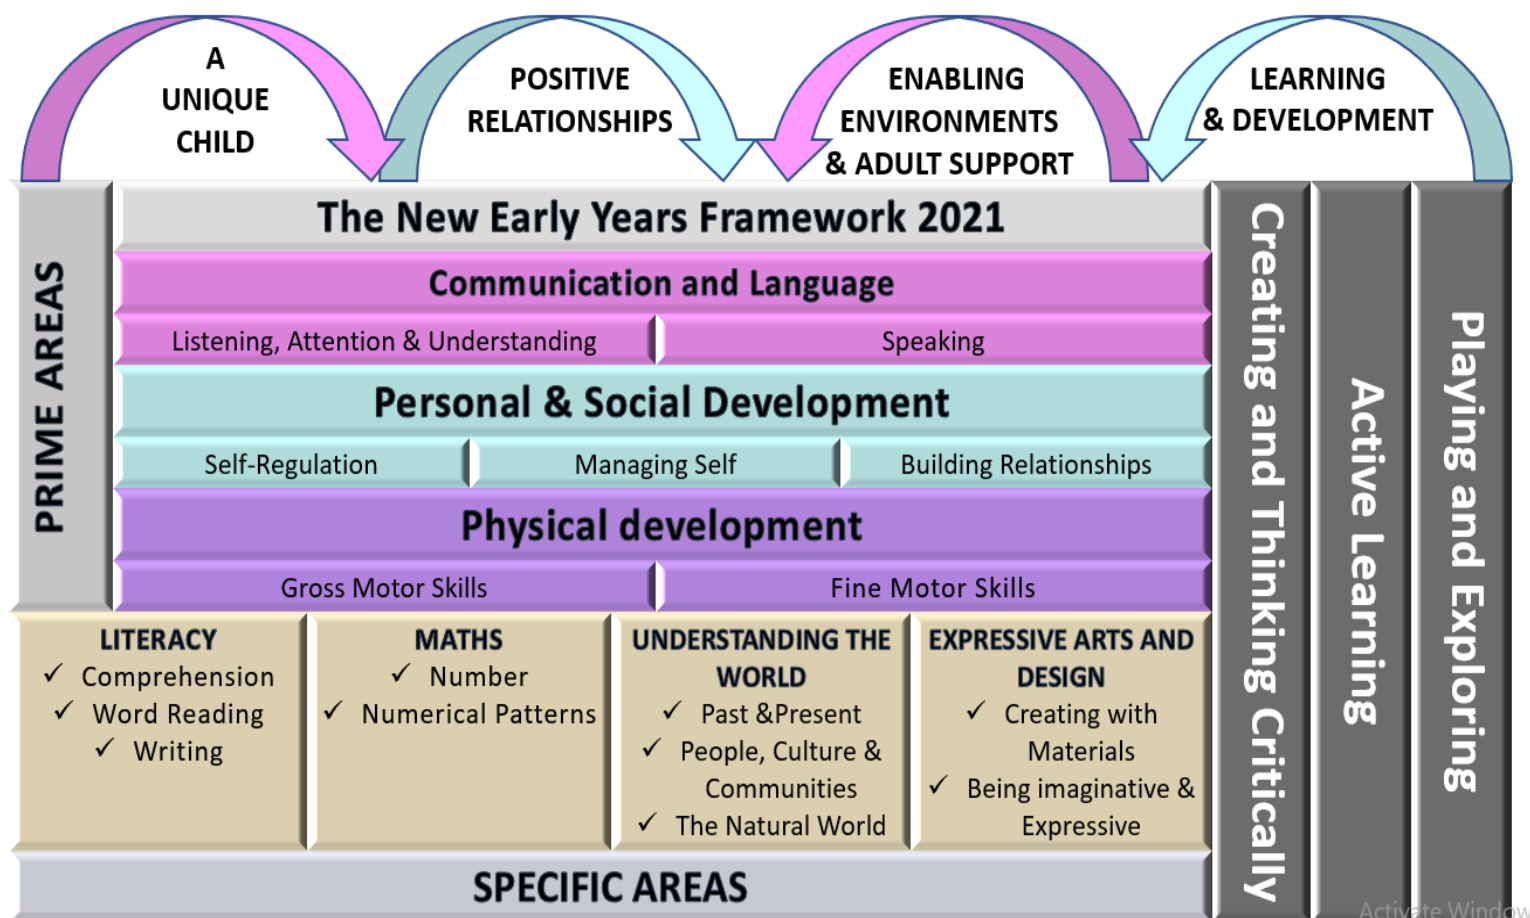 A
UNIQUE
CHILD
POSITIVE
RELATIONSHIPS
ENABLING
ENVIRONMENTS
& ADULT SUPPORT
LEARNING
& DEVELOPMENT
PRIME AREAS
The New Early Years Framework 2021
Communication and Language
Listening, Attention & Understanding
Speaking
Personal & Social Development
Self-Regulation
Managing Self
Building Relationships
Physical development
Gross Motor Skills
Fine Motor Skills
LITERACY
✓ Comprehension
✓ Word Reading
✓ Writing
MATHS
✓ Number
✓ Numerical Patterns
UNDERSTANDING THE
WORLD
✓ Past &Present
✓ People, Culture &
Communities
✓ The Natural World
EXPRESSIVE ARTS AND
DESIGN
✓ Creating with
Materials
✓ Being imaginative &
Expressive
SPECIFIC AREAS
Creating and Thinking Critically
Active Learning
Playing and Exploring
Activate Window